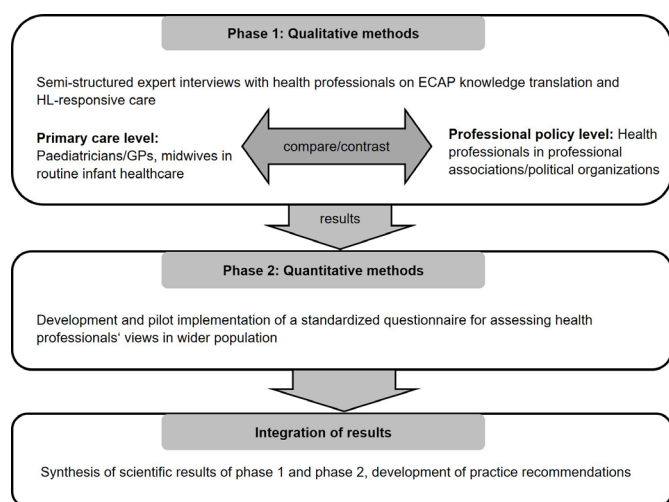 Phase 1: Qualitative methods
Semi-structured expert interviews with health professionals on ECAP knowledge translation and
HL-responsive care
Primary care level:
Paediatricians/GPs, midwives in
routine infant healthcare
compare/contrast
Professional policy level: Health
professionals in professional
associations/political organizations
results
Phase 2: Quantitative methods
Development and pilot implementation of a standardized questionnaire for assessing health
professionals‘ views in wider population
Integration of results
Synthesis of scientific results of phase 1 and phase 2, development of practice recommendations